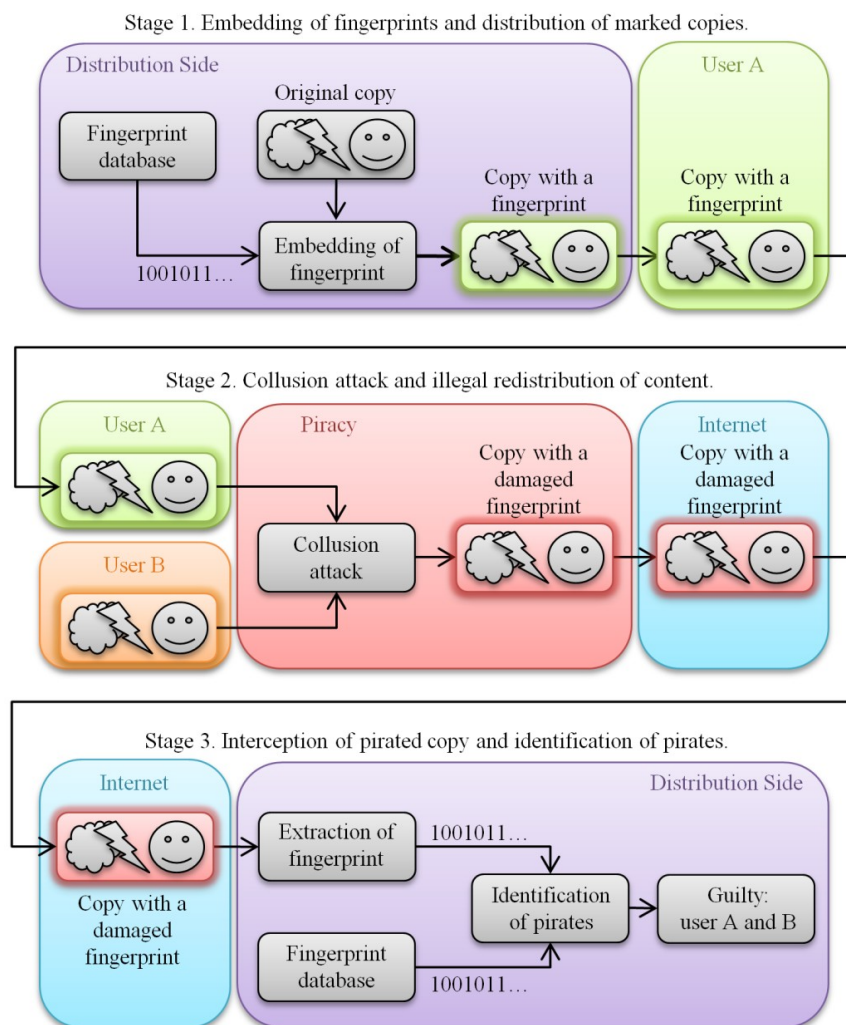 Stage 1. Embedding of fingerprints and distribution of marked copies.
Distribution Side
User A
Original copy
Fingerprint
database
Copy with a
fingerprint
Copy with a
fingerprint
Embedding of
fingerprint
1001011…
Stage 2. Collusion attack and illegal redistribution of content.
User A
Piracy
Internet
Copy with a
damaged
fingerprint
Copy with a
damaged
fingerprint
Collusion
attack
User B
Stage 3. Interception of pirated copy and identification of pirates.
Internet
Distribution Side
Extraction of
fingerprint
1001011…
Copy with a
damaged
fingerprint
Identification
of pirates
Guilty:
user A and B
Fingerprint
database
1001011…